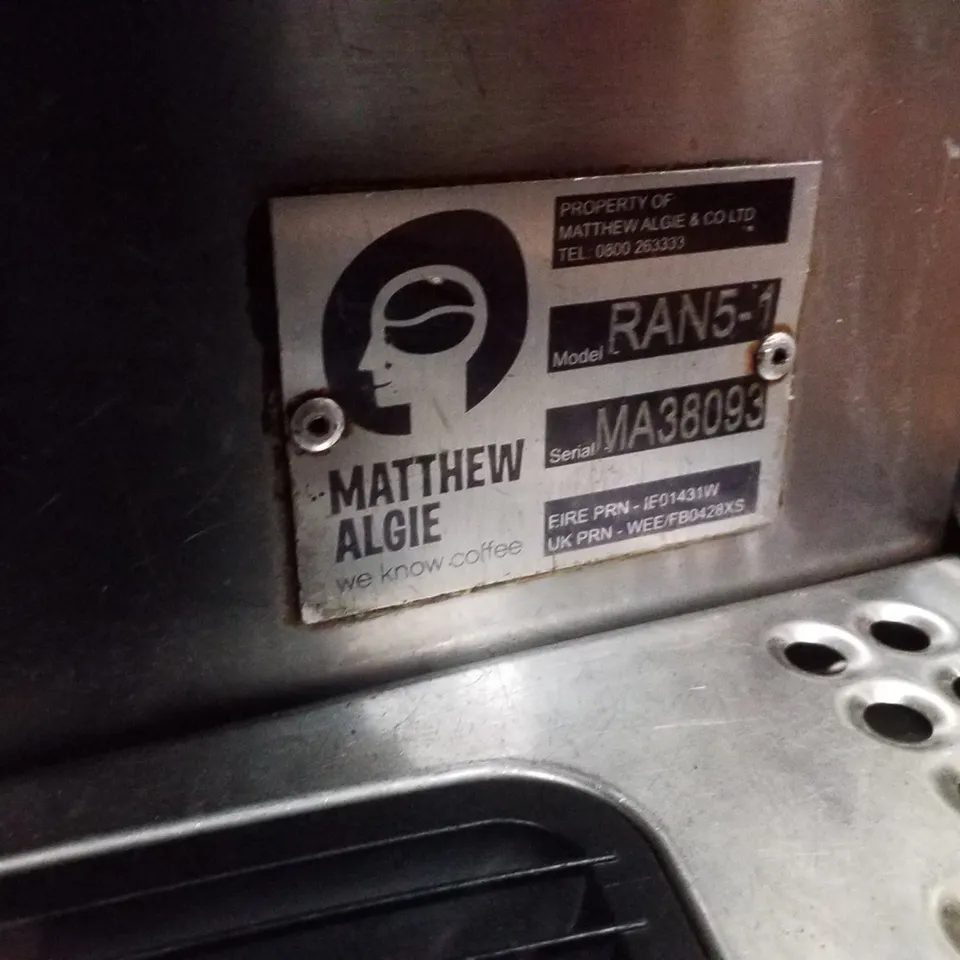 PROPERTY OF
MATTHEW ALGIE & CO LTD
TEL: 0800 263333
Model RAN5-1
Serial MA38093
EIRE PRN - IE01431W
UK PRN - WEE/FB0428XS
MATTHEW
ALGIE
we know coffee